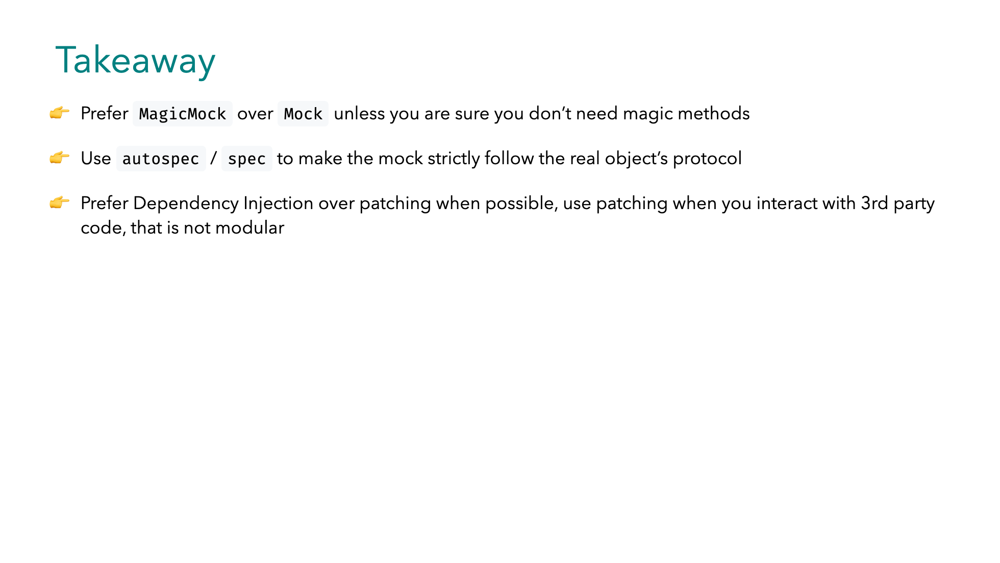 Takeaway
👉 Prefer MagicMock over Mock unless you are sure you don’t need magic methods
👉 Use autospec / spec to make the mock strictly follow the real object’s protocol
👉 Prefer Dependency Injection over patching when possible, use patching when you interact with 3rd party
code, that is not modular